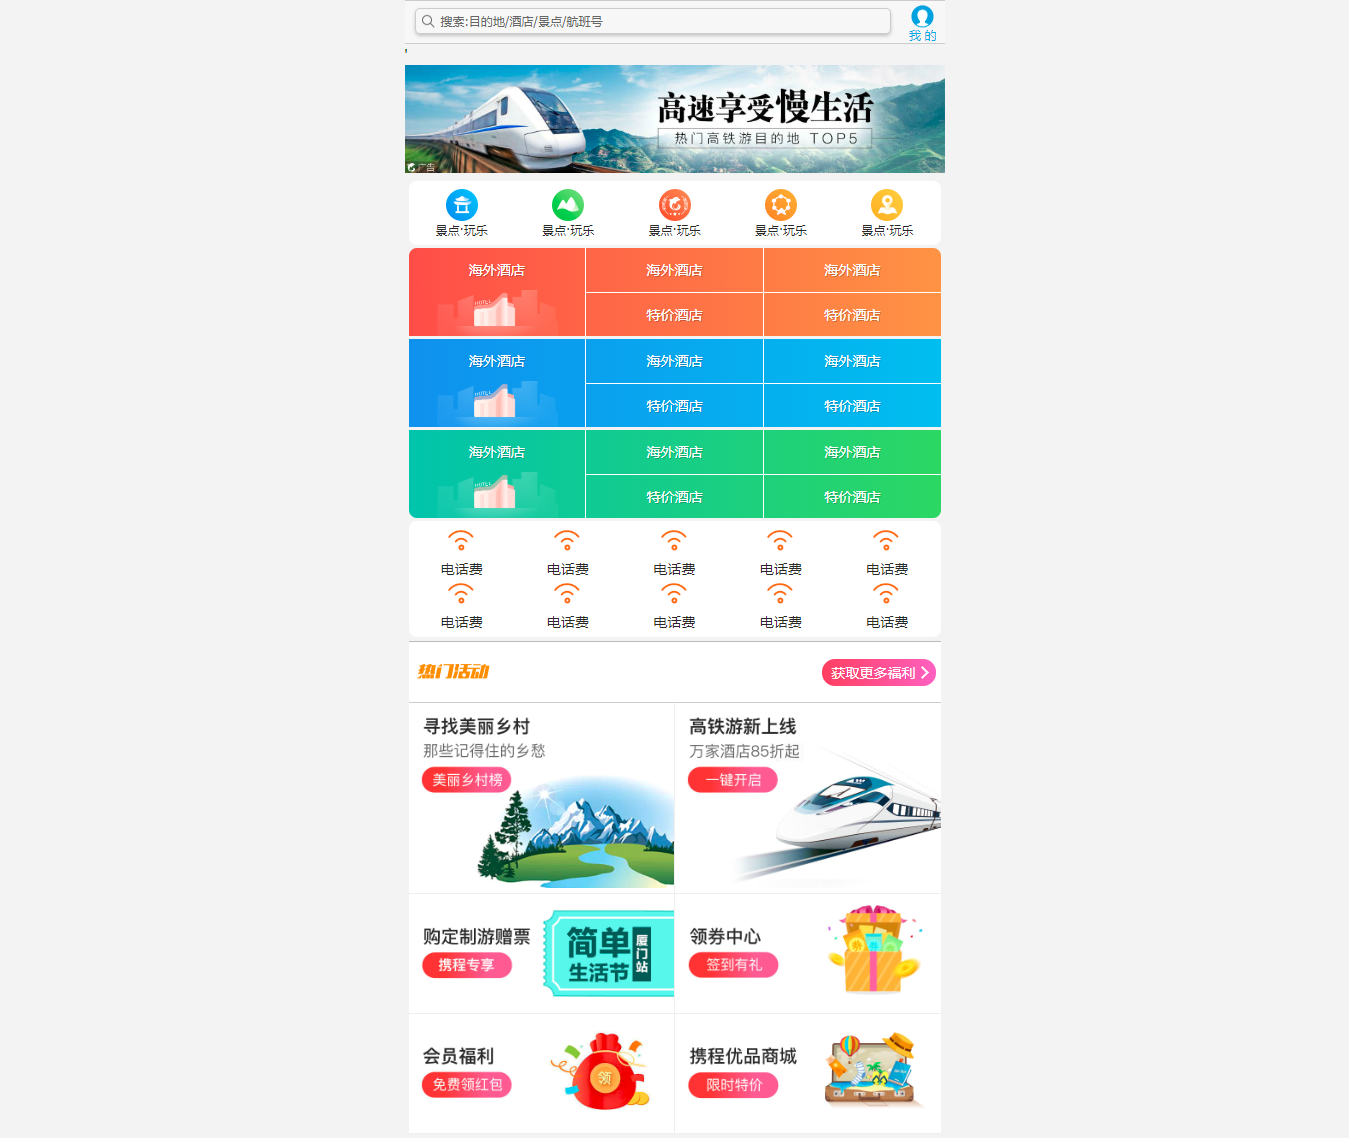 搜索:目的地/酒店/景点/航班号
我 的
'
高速享受慢生活
热门高铁游目的地 TOP5
广告
景点·玩乐 景点·玩乐 景点·玩乐 景点·玩乐 景点·玩乐
海外酒店 海外酒店 海外酒店
HOTEL
特价酒店 特价酒店
海外酒店 海外酒店 海外酒店
HOTEL
特价酒店 特价酒店
海外酒店 海外酒店 海外酒店
HOTEL
特价酒店 特价酒店
电话费 电话费 电话费 电话费 电话费
电话费 电话费 电话费 电话费 电话费
热门活动
获取更多福利
寻找美丽乡村
那些记得住的乡愁
美丽乡村榜
高铁游新上线
万家酒店85折起
一键开启
购定制游赠票
携程专享
简单
生活节
厦门站
领券中心
签到有礼
券 券
会员福利
免费领红包
领
携程优品商城
限时特价